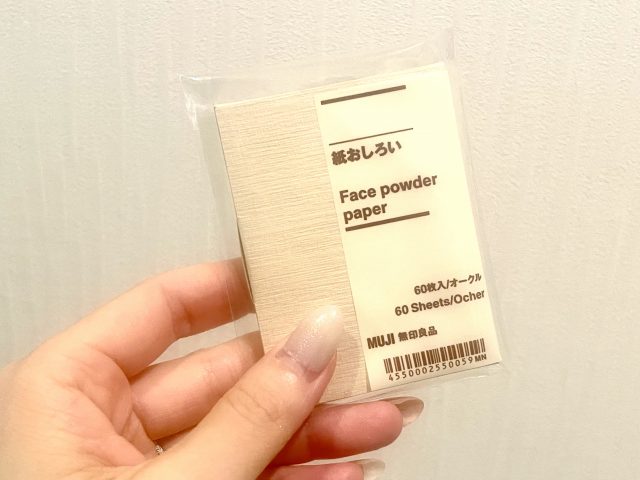 紙おしろい
Face powder
paper
60枚入/オークル
60 Sheets/Ocher
MUJI 無印良品
4550002550059MN